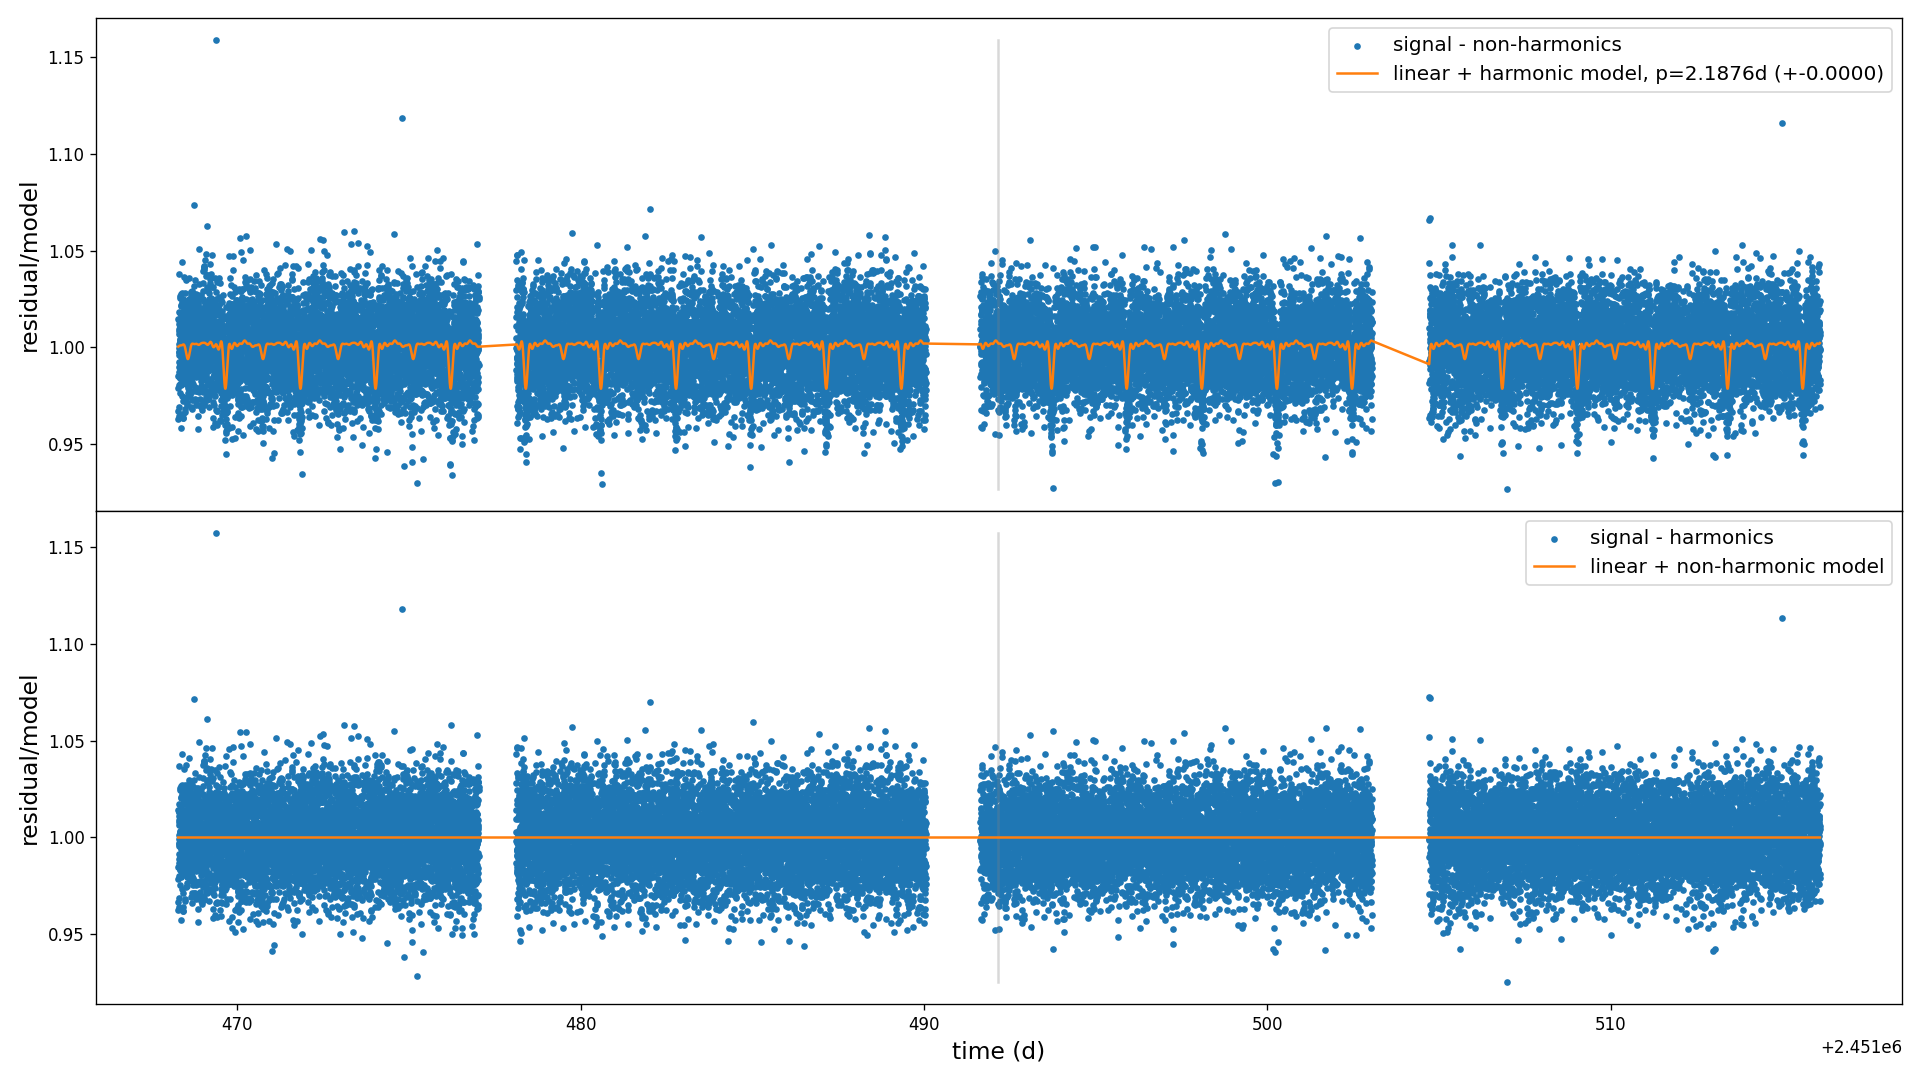 signal - non-harmonics
linear + harmonic model, p=2.1876d (+-0.0000)
residual/model
1.15
1.10
1.05
1.00
0.95
signal - harmonics
linear + non-harmonic model
residual/model
1.15
1.10
1.05
1.00
0.95
470 480 490 500 510
time (d)
+2.451e6